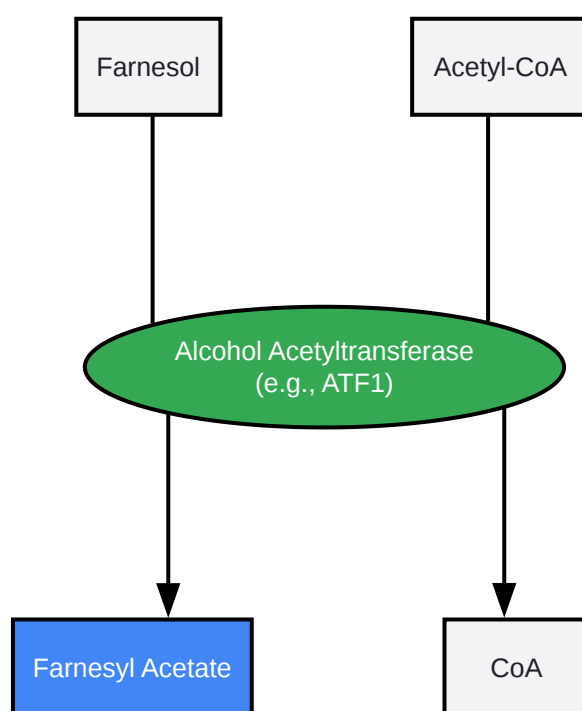 Farnesol
Acetyl-CoA
Alcohol Acetyltransferase
(e.g., ATF1)
Farnesyl Acetate
CoA